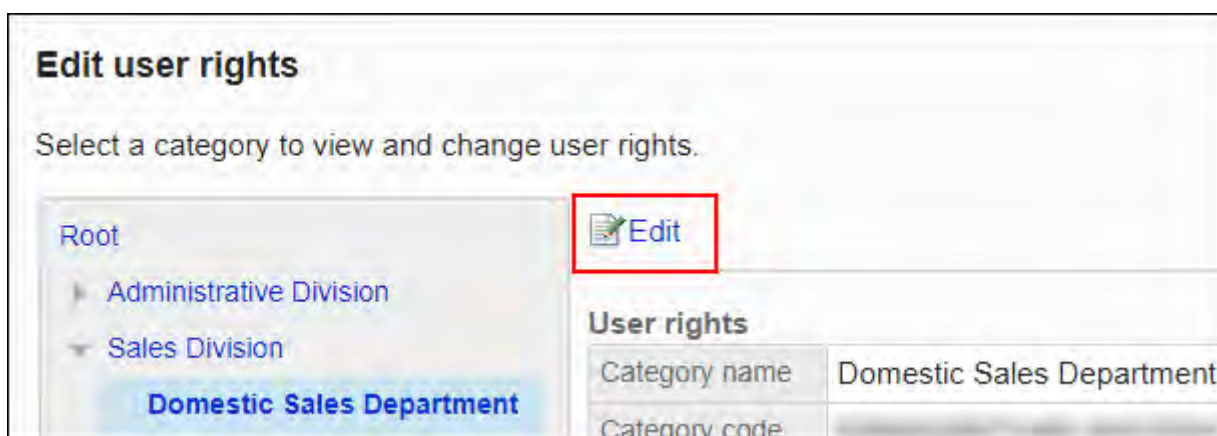 Edit user rights
Select a category to view and change user rights.
Root
Administrative Division
Sales Division
Domestic Sales Department
Edit
User rights
Category name Domestic Sales Department
Category code